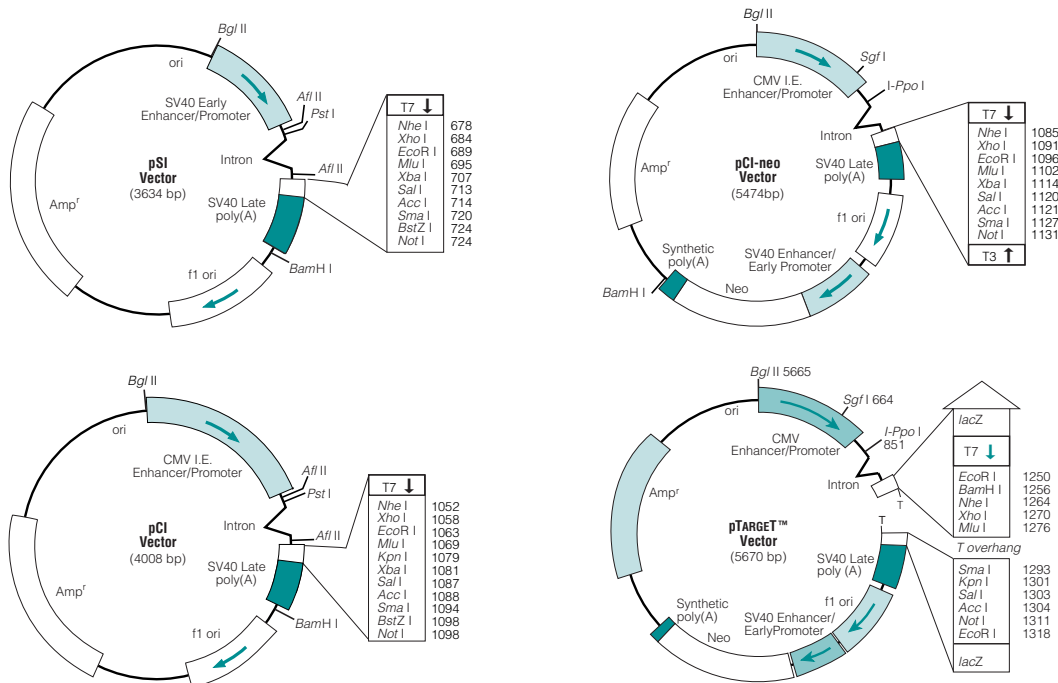 Bgl II
ori
SV40 Early
Enhancer/Promoter
Afl II
Pst I
Intron
Afl II
pSI
Vector
(3634 bp)
Ampʳ
SV40 Late
poly(A)
BamH I
f1 ori
T7
Nhe I 678
Xho I 684
EcoR I 689
Mlu I 695
Xba I 707
Sal I 713
Acc I 714
Sma I 720
BstZ I 724
Not I 724
Bgl II
ori
CMV I.E.
Enhancer/Promoter
Sgf I
I-Ppo I
Intron
pCI-neo
Vector
(5474bp)
Ampʳ
SV40 Late
poly(A)
f1 ori
SV40 Enhancer/
Early Promoter
Synthetic
poly(A)
Neo
BamH I
T7
Nhe I 1085
Xho I 1091
EcoR I 1096
Mlu I 1102
Xba I 1114
Sal I 1120
Acc I 1121
Sma I 1127
Not I 1131
T3
Bgl II
ori
CMV I.E.
Enhancer/Promoter
Afl II
Pst I
Intron
Afl II
pCI
Vector
(4008 bp)
Ampʳ
SV40 Late
poly(A)
BamH I
f1 ori
T7
Nhe I 1052
Xho I 1058
EcoR I 1063
Mlu I 1069
Kpn I 1079
Xba I 1081
Sal I 1087
Acc I 1088
Sma I 1094
BstZ I 1098
Not I 1098
Bgl II 5665
ori
CMV
Enhancer/Promoter
Sgf I 664
I-Ppo I
851
Intron
T
T
pTARGET™
Vector
(5670 bp)
Ampʳ
SV40 Late
poly (A)
f1 ori
SV40 Enhancer/
EarlyPromoter
Synthetic
poly(A)
Neo
lacZ
T7
EcoR I 1250
BamH I 1256
Nhe I 1264
Xho I 1270
Mlu I 1276
T overhang
Sma I 1293
Kpn I 1301
Sal I 1303
Acc I 1304
Not I 1311
EcoR I 1318
lacZ